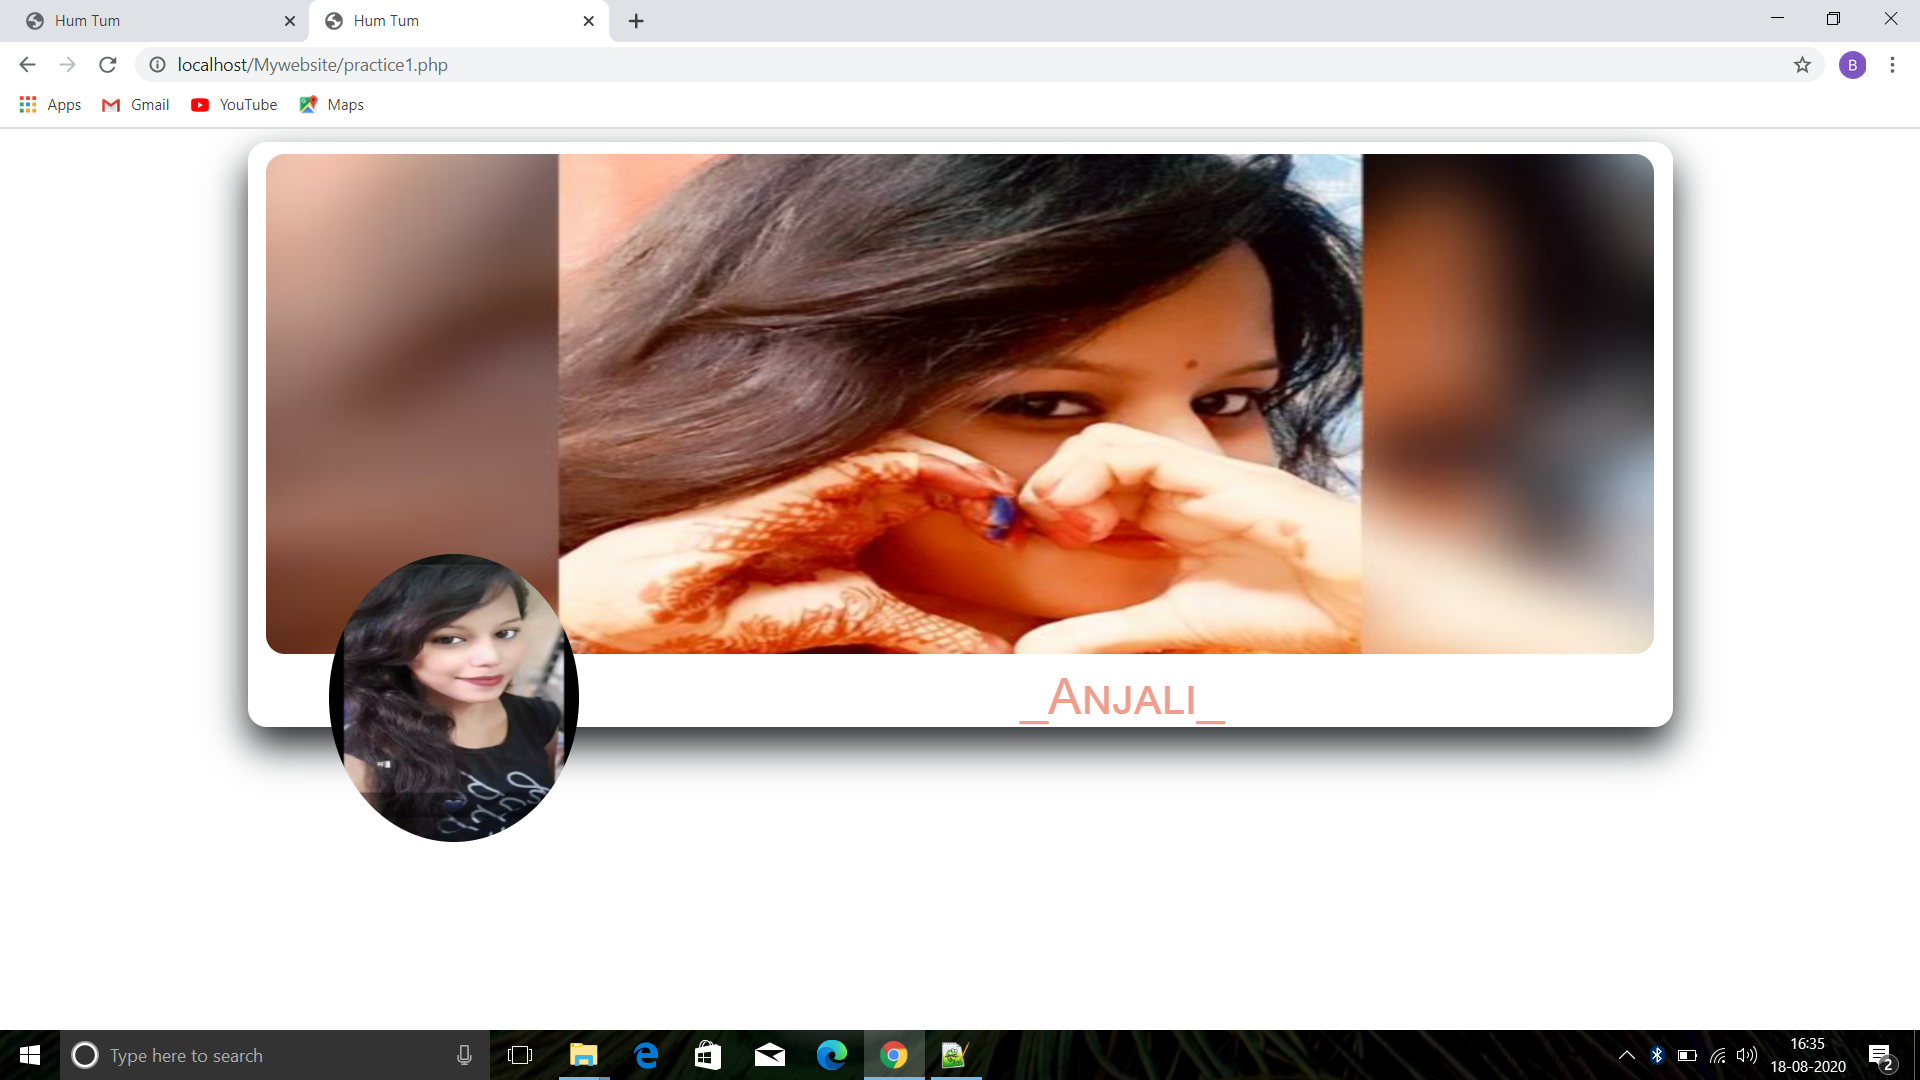 Hum Tum
Hum Tum
localhost/Mywebsite/practice1.php
B
Apps
Gmail
YouTube
Maps
_Anjali_
Type here to search
16:35
18-08-2020
2